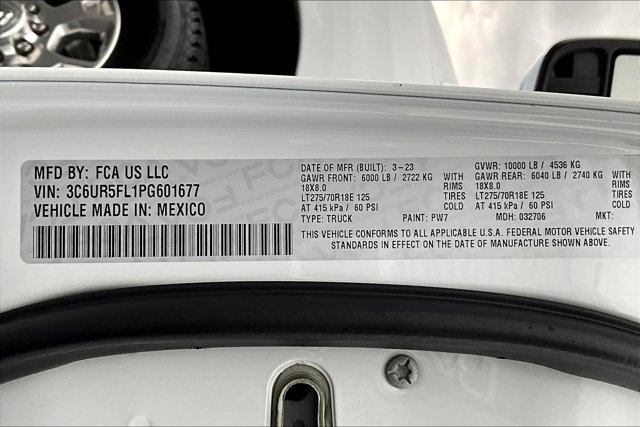 MFD BY: FCA US LLC
VIN: 3C6UR5FL1PG601677
VEHICLE MADE IN: MEXICO
DATE OF MFR (BUILT): 3-23 GVWR: 10000 LB / 4536 KG
GAWR FRONT: 6000 LB / 2722 KG WITH GAWR REAR: 6040 LB / 2740 KG WITH
18X8.0 RIMS 18X8.0 RIMS
LT275/70R18E 125 TIRES LT275/70R18E 125 TIRES
AT 415 kPa / 60 PSI COLD AT 415 kPa / 60 PSI COLD
TYPE: TRUCK PAINT: PW7 MDH: 032706 MKT:
THIS VEHICLE CONFORMS TO ALL APPLICABLE U.S.A. FEDERAL MOTOR VEHICLE SAFETY
STANDARDS IN EFFECT ON THE DATE OF MANUFACTURE SHOWN ABOVE.